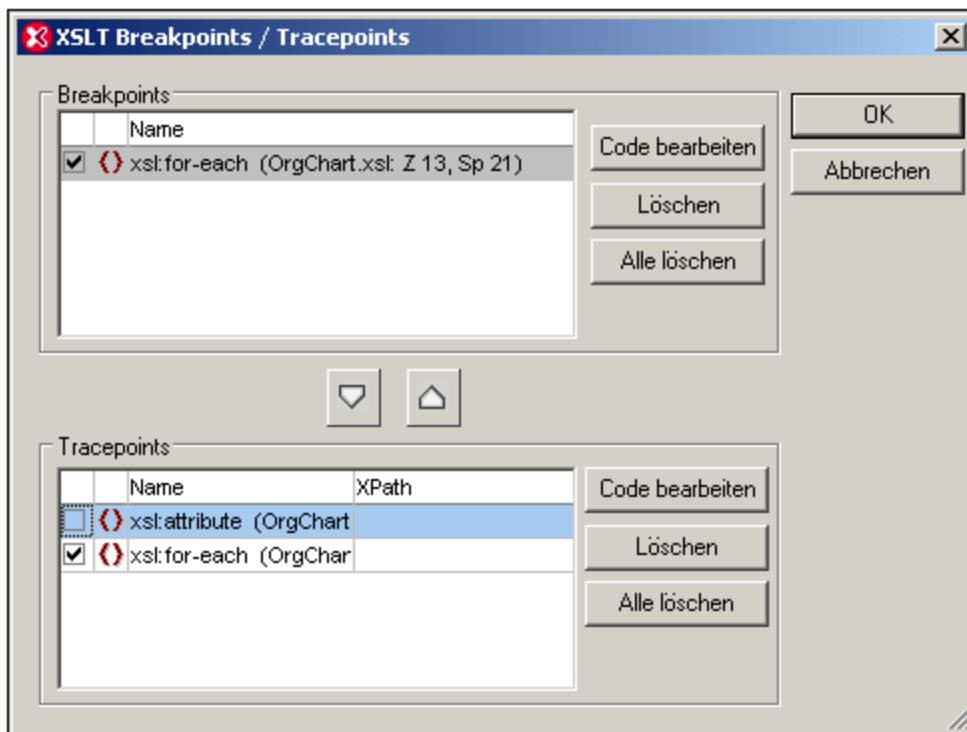 XSLT Breakpoints / Tracepoints
Breakpoints
Name
xsl:for-each (OrgChart.xsl: Z 13, Sp 21)
Code bearbeiten
Löschen
Alle löschen
OK
Abbrechen
Tracepoints
Name XPath
xsl:attribute (OrgChart
xsl:for-each (OrgChar
Code bearbeiten
Löschen
Alle löschen